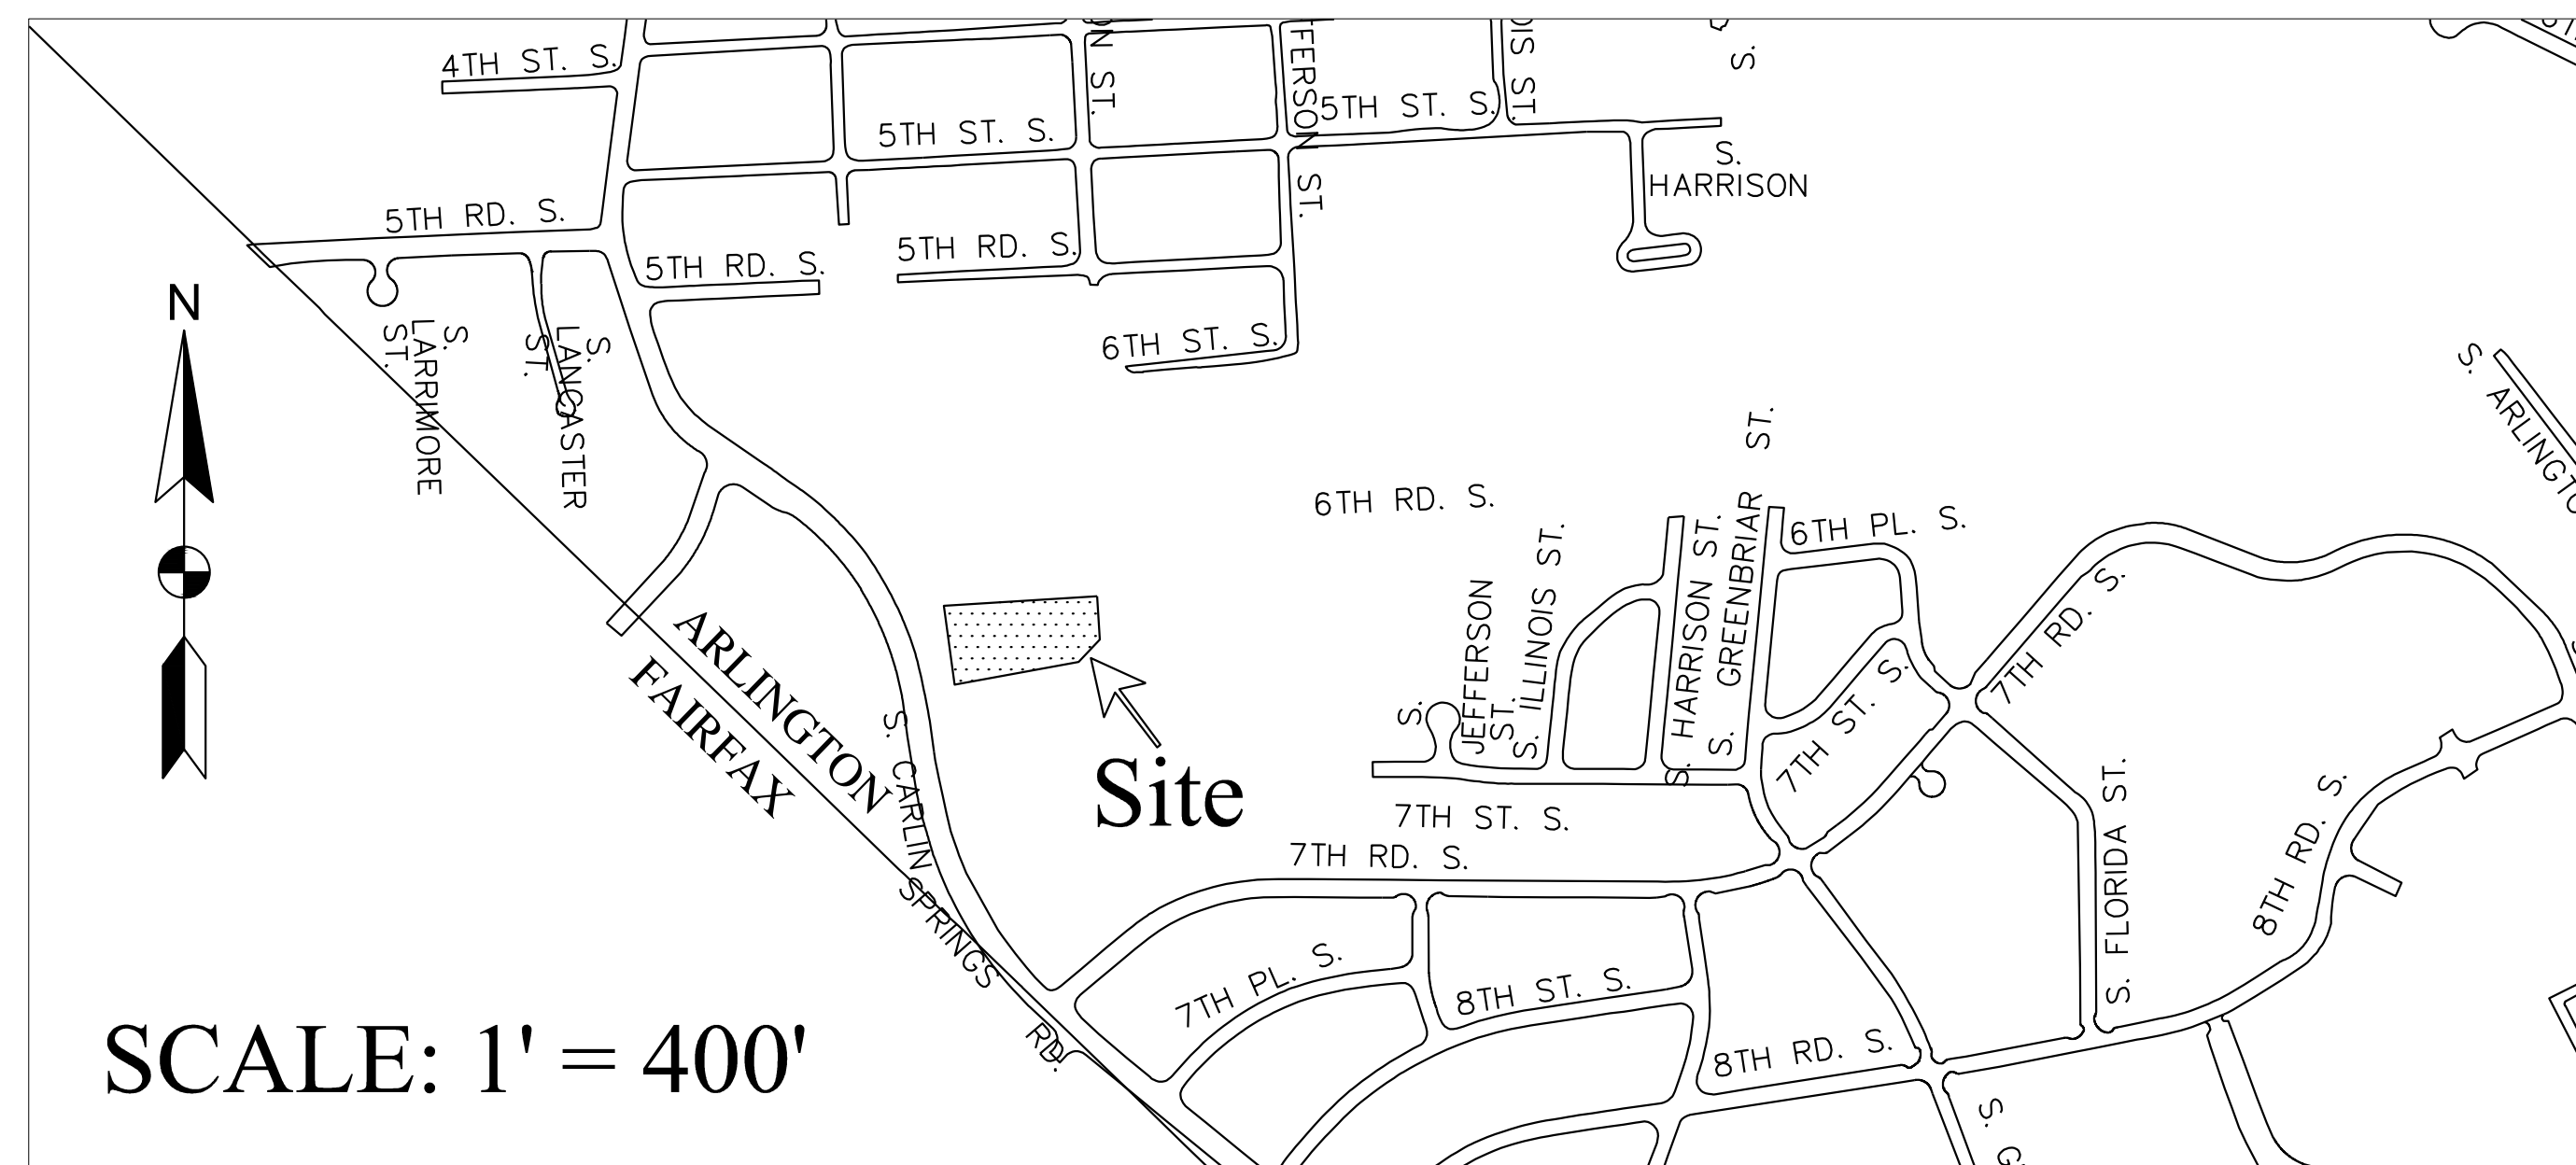 4TH ST. S.
ST.
5TH ST. S.
5TH ST. S.
ST.
S.
S.
HARRISON
ST.
5TH RD. S.
5TH RD. S.
5TH RD. S.
6TH ST. S.
N
S.
LARRIMORE
ST.
S.
LANCASTER
ST.
6TH RD. S.
S. ILLINOIS ST.
S. HARRISON ST.
S. GREENBRIAR ST.
6TH PL. S.
S.
JEFFERSON
ST.
7TH RD. S.
7TH ST. S.
ARLINGTON
FAIRFAX
Site
S. CARLIN SPRINGS RD.
7TH ST. S.
7TH RD. S.
S. FLORIDA ST.
8TH RD. S.
7TH PL. S.
8TH ST. S.
8TH RD. S.
SCALE: 1' = 400'